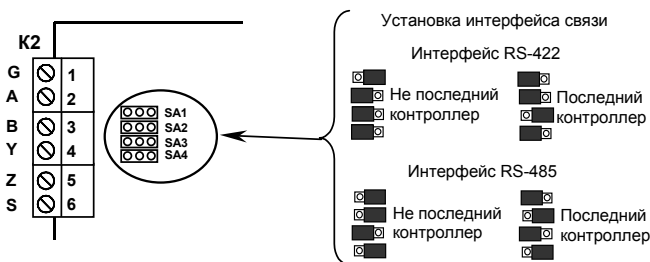 К2
G 1
A 2
B 3
Y 4
Z 5
S 6
SA1
SA2
SA3
SA4
Установка интерфейса связи
Интерфейс RS-422
Не последний контроллер
Последний контроллер
Интерфейс RS-485
Не последний контроллер
Последний контроллер